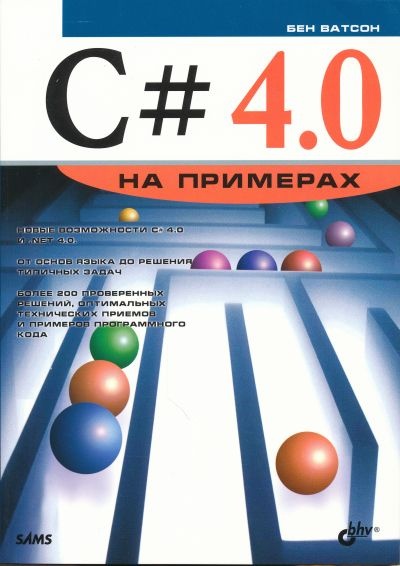 БЕН ВАТСОН
C# 4.0
НА ПРИМЕРАХ
НОВЫЕ ВОЗМОЖНОСТИ C# 4.0
И .NET 4.0.
ОТ ОСНОВ ЯЗЫКА ДО РЕШЕНИЯ
ТИПИЧНЫХ ЗАДАЧ
БОЛЕЕ 200 ПРОВЕРЕННЫХ
РЕШЕНИЙ, ОПТИМАЛЬНЫХ
ТЕХНИЧЕСКИХ ПРИЕМОВ
И ПРИМЕРОВ ПРОГРАММНОГО
КОДА
SAMS
bhv®